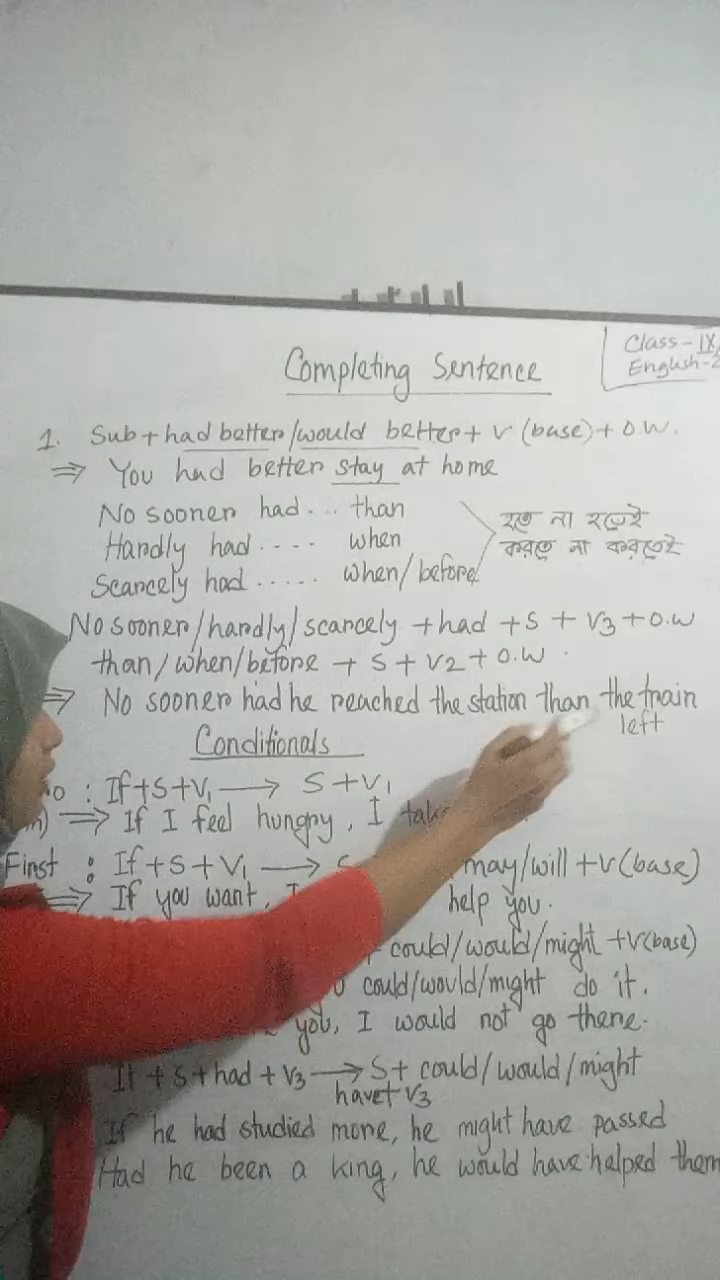 Class-IX
English-2
Completing Sentence
1. Sub + had better/would better + v (base) + O.W.
⇒ You had better stay at home
No sooner had... than
Hardly had.... when
Scarcely had..... when/before
হতে না হতেই
করতে না করতেই
No sooner/hardly/scarcely + had + S + V3 + O.W
than/when/before + S + V2 + O.W.
⇒ No sooner had he reached the station than the train
left
Conditionals
: If+S+V1 → S+V1
⇒ If I feel hungry, I
First : If+S+V1 → may/will +v(base)
⇒ If you want, I help you.
could/would/might +v(base)
could/would/might do it.
you, I would not go there.
If + S + had + V3 → S+ could/would/might
have+V3
If he had studied more, he might have passed
Had he been a king, he would have helped them